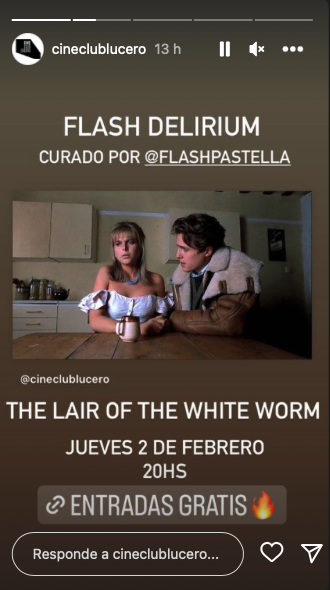 cineclublucero 13 h
FLASH DELIRIUM
CURADO POR @FLASHPASTELLA
@cineclublucero
THE LAIR OF THE WHITE WORM
JUEVES 2 DE FEBRERO
20HS
ENTRADAS GRATIS🔥
Responde a cineclublucero...